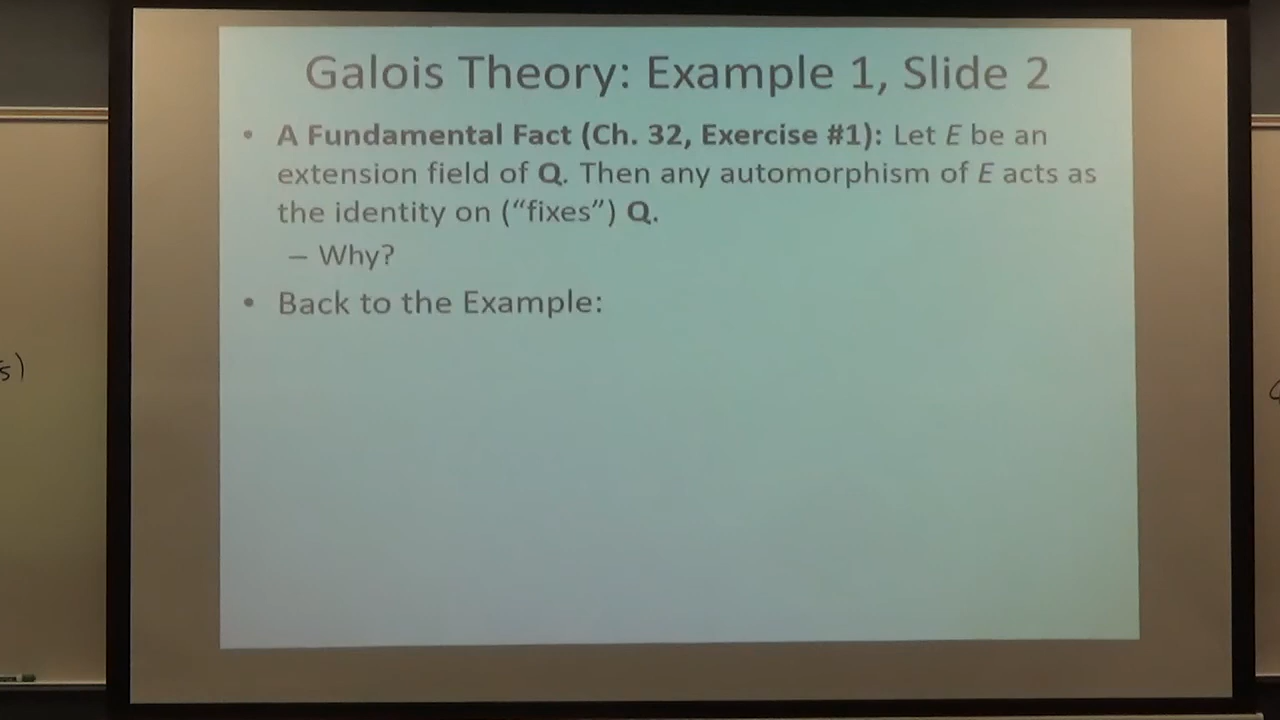 Galois Theory: Example 1, Slide 2
• A Fundamental Fact (Ch. 32, Exercise #1): Let E be an
extension field of Q. Then any automorphism of E acts as
the identity on (“fixes”) Q.
– Why?
• Back to the Example:
s)